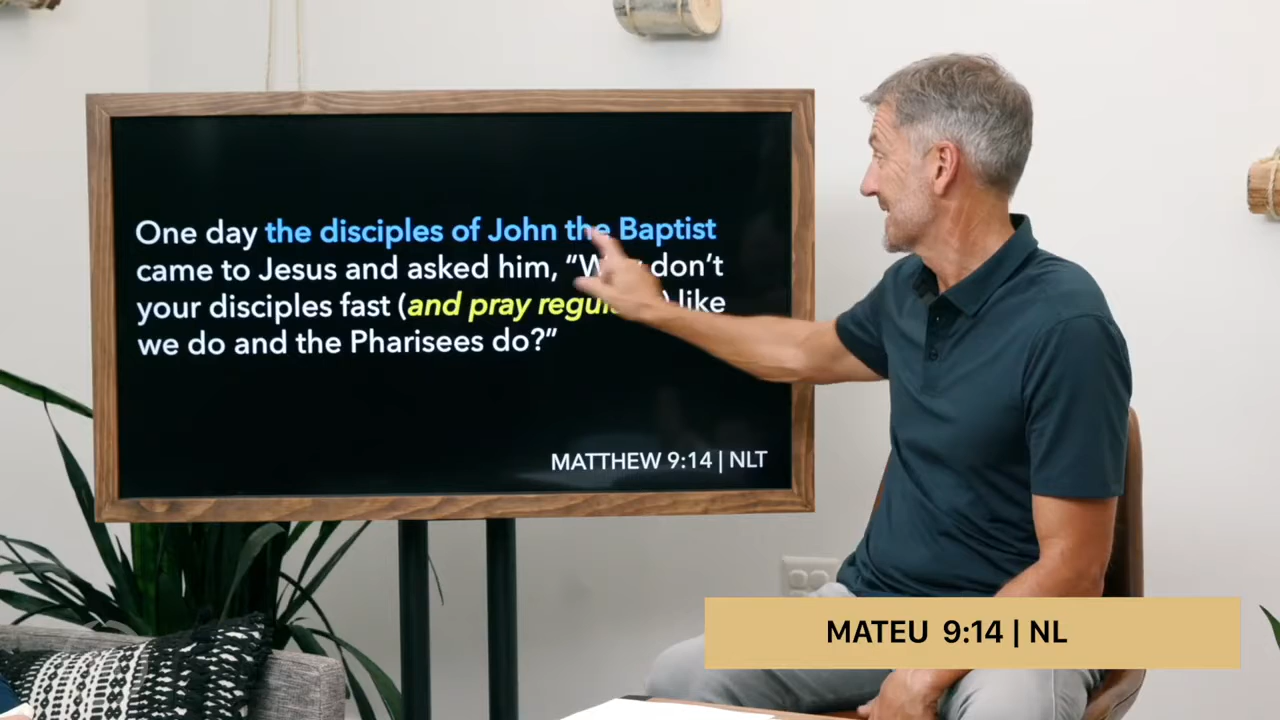 One day the disciples of John the Baptist
came to Jesus and asked him, “ don’t
your disciples fast (and pray like
we do and the Pharisees do?”
MATTHEW 9:14 | NLT
MATEU 9:14 | NL